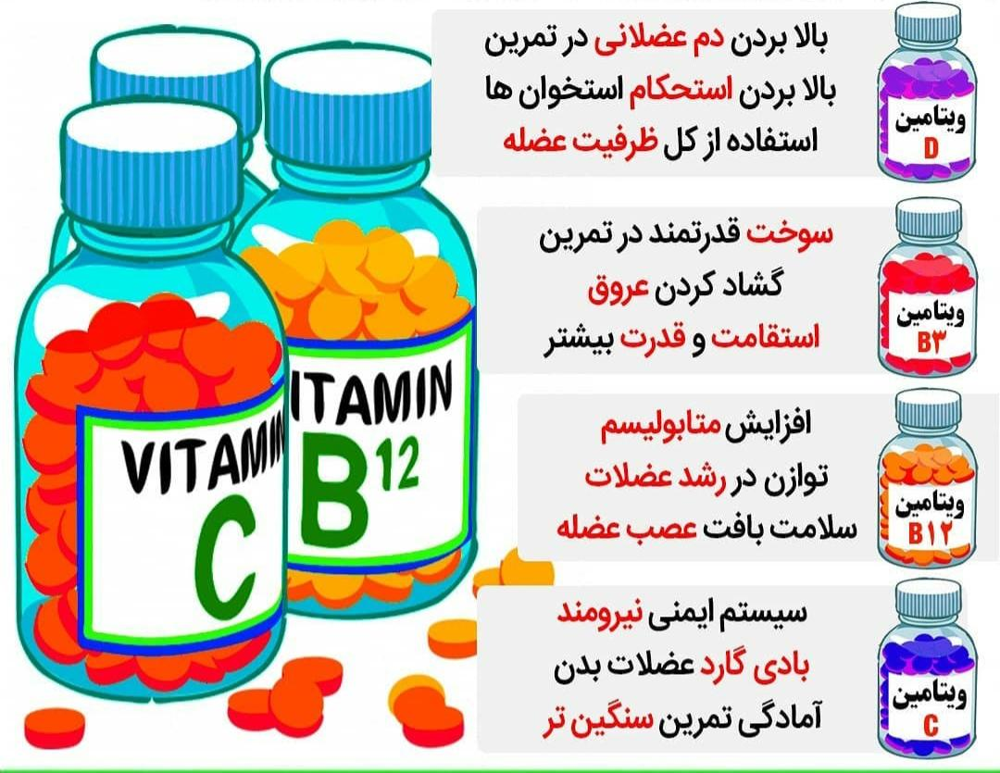 بالا بردن دم عضلانی در تمرین
بالا بردن استحکام استخوان ها
استفاده از کل ظرفیت عضله
ویتامین
D
سوخت قدرتمند در تمرین
گشاد کردن عروق
استقامت و قدرت بیشتر
ویتامین
B۳
افزایش متابولیسم
توازن در رشد عضلات
سلامت بافت عصب عضله
ویتامین
B۱۲
سیستم ایمنی نیرومند
بادی گارد عضلات بدن
آمادگی تمرین سنگین تر
ویتامین
C
VITAMIN
C
ITAMIN
B12